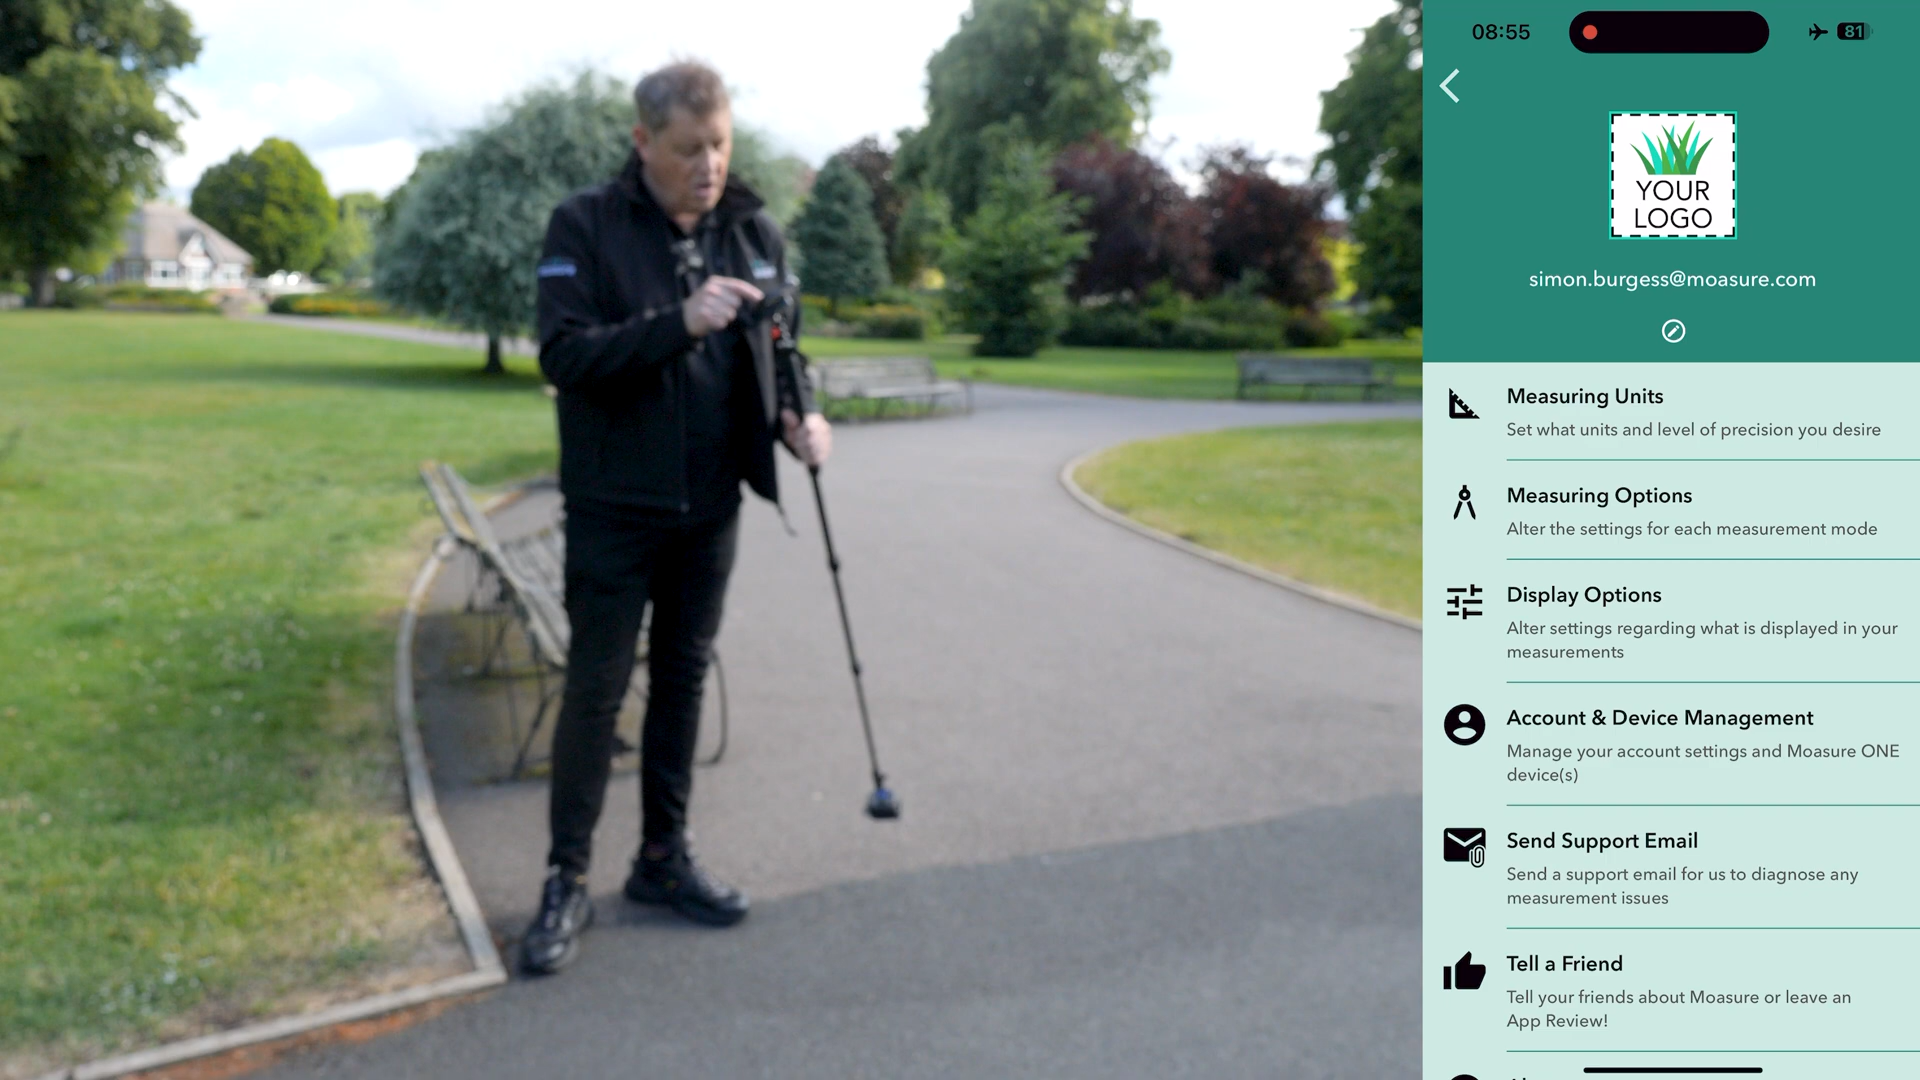 08:55
81
YOUR
LOGO
simon.burgess@moasure.com
Measuring Units
Set what units and level of precision you desire
Measuring Options
Alter the settings for each measurement mode
Display Options
Alter settings regarding what is displayed in your
measurements
Account & Device Management
Manage your account settings and Moasure ONE
device(s)
Send Support Email
Send a support email for us to diagnose any
measurement issues
Tell a Friend
Tell your friends about Moasure or leave an
App Review!